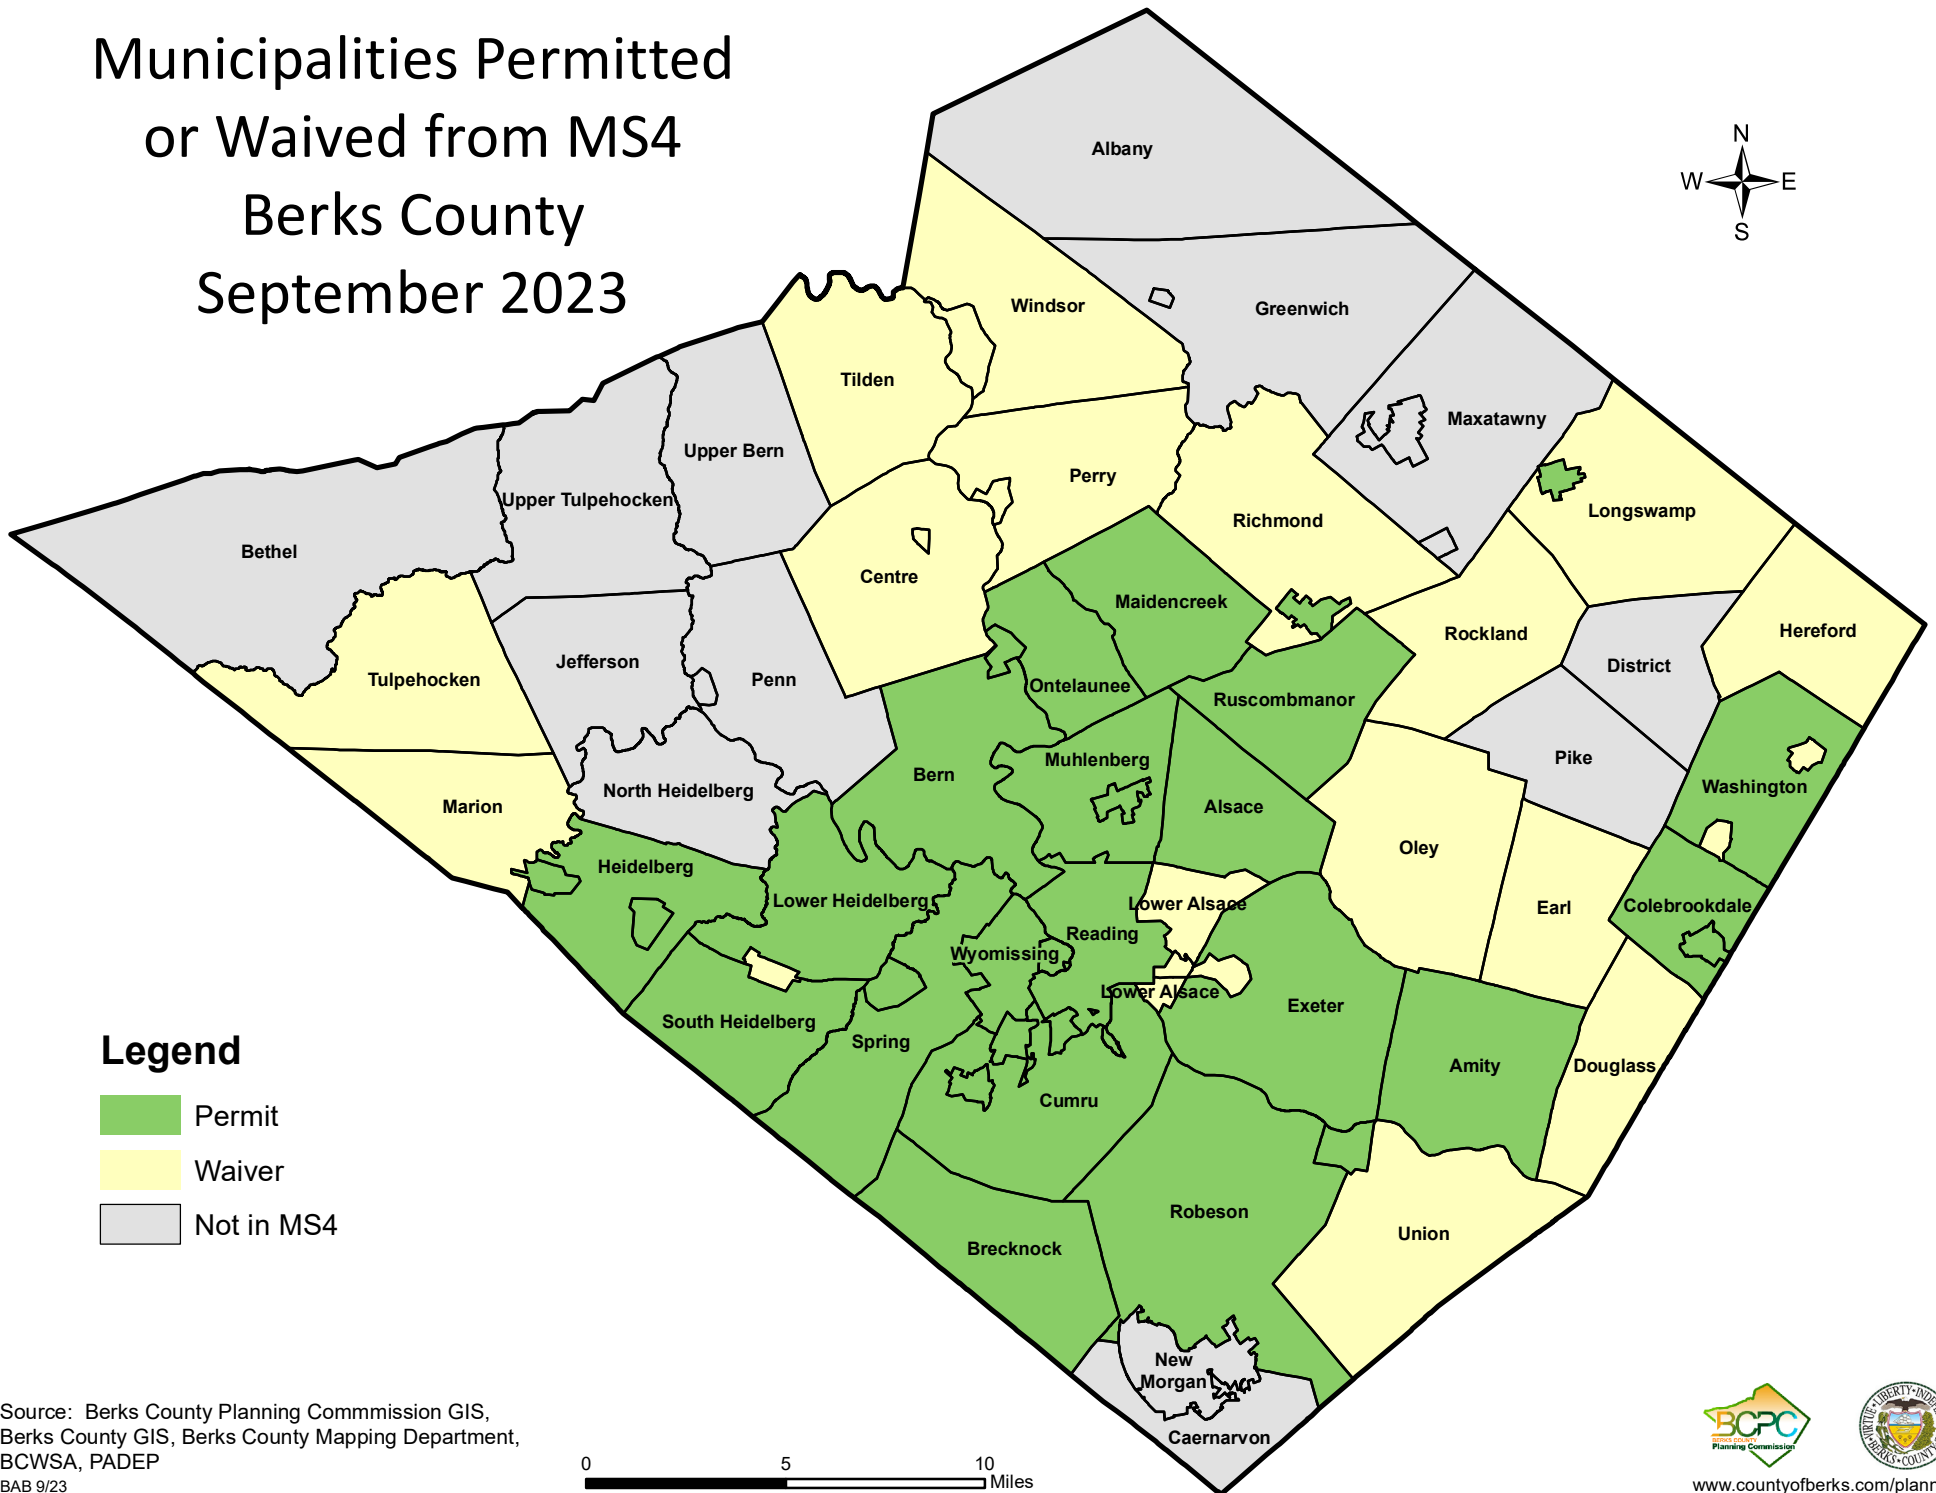 Municipalities Permitted
or Waived from MS4
Berks County
September 2023
N
W E
S
Albany
Windsor
Greenwich
Tilden
Maxatawny
Upper Bern
Perry
Upper Tulpehocken
Longswamp
Richmond
Bethel
Centre
Maidencreek
Rockland
Hereford
Jefferson
District
Tulpehocken
Penn
Ontelaunee
Ruscombmanor
Pike
Muhlenberg
Bern
Washington
North Heidelberg
Marion
Alsace
Oley
Heidelberg
Lower Heidelberg
Lower Alsace
Earl
Colebrookdale
Reading
Wyomissing
Lower Alsace
Exeter
South Heidelberg
Spring
Amity
Douglass
Cumru
Robeson
Union
Brecknock
New
Morgan
Caernarvon
Legend
Permit
Waiver
Not in MS4
Source: Berks County Planning Commmission GIS,
Berks County GIS, Berks County Mapping Department,
BCWSA, PADEP
BAB 9/23
0 5 10
Miles
BCPC
BERKS COUNTY
Planning Commission
www.countyofberks.com/plann